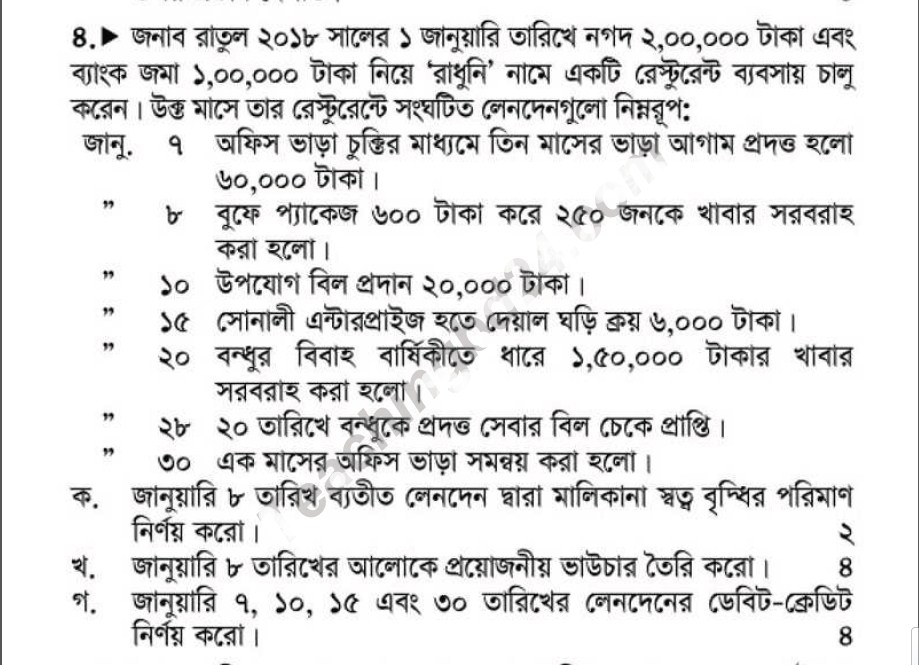 ৪.▶ জনাব রাতুল ২০১৮ সালের ১ জানুয়ারি তারিখে নগদ ২,০০,০০০ টাকা এবং
ব্যাংক জমা ১,০০,০০০ টাকা নিয়ে ‘রাধুনি’ নামে একটি রেস্টুরেন্ট ব্যবসায় চালু
করেন। উক্ত মাসে তার রেস্টুরেন্টে সংঘটিত লেনদেনগুলো নিম্নরূপ:
জানু. ৭ অফিস ভাড়া চুক্তির মাধ্যমে তিন মাসের ভাড়া আগাম প্রদত্ত হলো
৬০,০০০ টাকা।
” ৮ বুফে প্যাকেজ ৬০০ টাকা করে ২৫০ জনকে খাবার সরবরাহ
করা হলো।
” ১০ উপযোগ বিল প্রদান ২০,০০০ টাকা।
” ১৫ সোনালী এন্টারপ্রাইজ হতে দেয়াল ঘড়ি ক্রয় ৬,০০০ টাকা।
” ২০ বন্ধুর বিবাহ বার্ষিকীতে ধারে ১,৫০,০০০ টাকার খাবার
সরবরাহ করা হলো।
” ২৮ ২০ তারিখে বন্ধুকে প্রদত্ত সেবার বিল চেকে প্রাপ্তি।
” ৩০ এক মাসের অফিস ভাড়া সমন্বয় করা হলো।
ক. জানুয়ারি ৮ তারিখ ব্যতীত লেনদেন দ্বারা মালিকানা স্বত্ব বৃদ্ধির পরিমাণ
নির্ণয় করো। ২
খ. জানুয়ারি ৮ তারিখের আলোকে প্রয়োজনীয় ভাউচার তৈরি করো। ৪
গ. জানুয়ারি ৭, ১০, ১৫ এবং ৩০ তারিখের লেনদেনের ডেবিট-ক্রেডিট
নির্ণয় করো। ৪